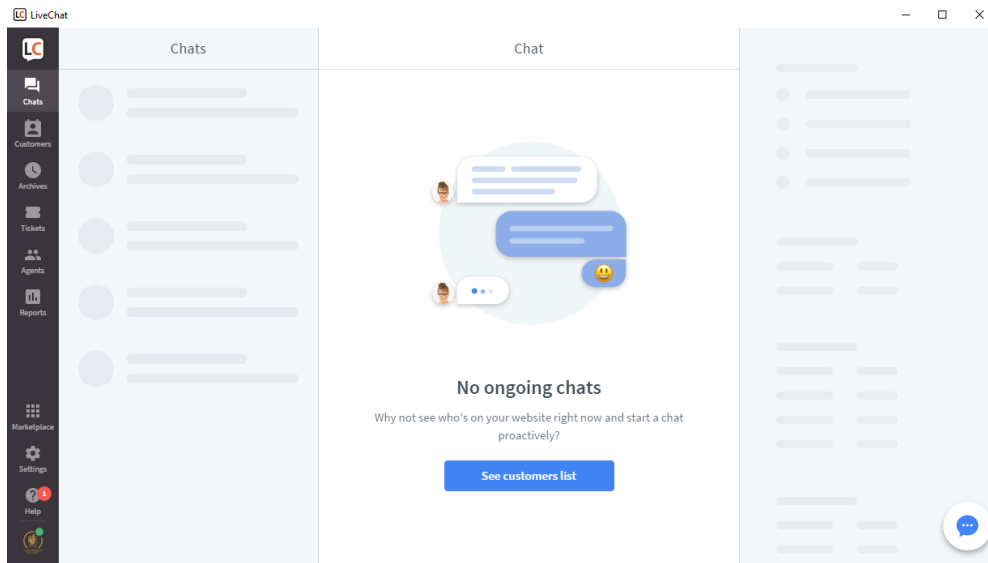 LC LiveChat
LC
Chats
Customers
Archives
Tickets
Agents
Reports
Marketplace
Settings
1
Help
Chats
Chat
No ongoing chats
Why not see who's on your website right now and start a chat
proactively?
See customers list